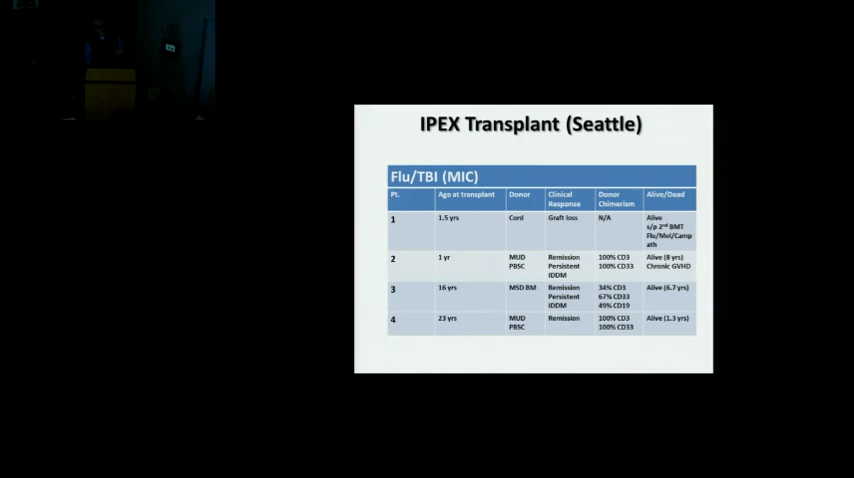 IPEX Transplant (Seattle)
Flu/TBI (MIC)
Pt. Age at transplant Donor Clinical Response Donor Chimerism Alive/Dead
1 1.5 yrs Cord Graft loss N/A Alive s/p 2nd BMT Flu/Mel/Campath
2 1 yr MUD PBSC Remission Persistent IDDM 100% CD3 100% CD33 Alive (8 yrs) Chronic GVHD
3 16 yrs MSD BM Remission Persistent IDDM 34% CD3 67% CD33 49% CD19 Alive (6.7 yrs)
4 23 yrs MUD PBSC Remission 100% CD3 100% CD33 Alive (1.3 yrs)